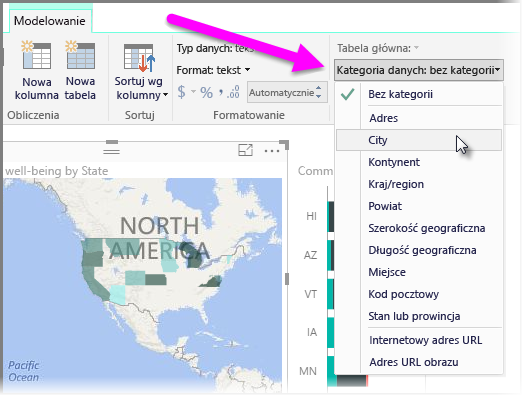 Modelowanie
Typ danych: tekst
Tabela główna:
Format: tekst
Kategoria danych: bez kategorii
Nowa kolumna
Nowa tabela
Sortuj wg kolumny
$ % , .00
Automatycznie
Obliczenia
Sortuj
Formatowanie
Bez kategorii
Adres
City
Kontynent
Kraj/region
Powiat
Szerokość geograficzna
Długość geograficzna
Miejsce
Kod pocztowy
Stan lub prowincja
Internetowy adres URL
Adres URL obrazu
well-being by State
NORTH
AMERICA
Pacific
Ocean
Comm
HI
AZ
VT
IA
MN